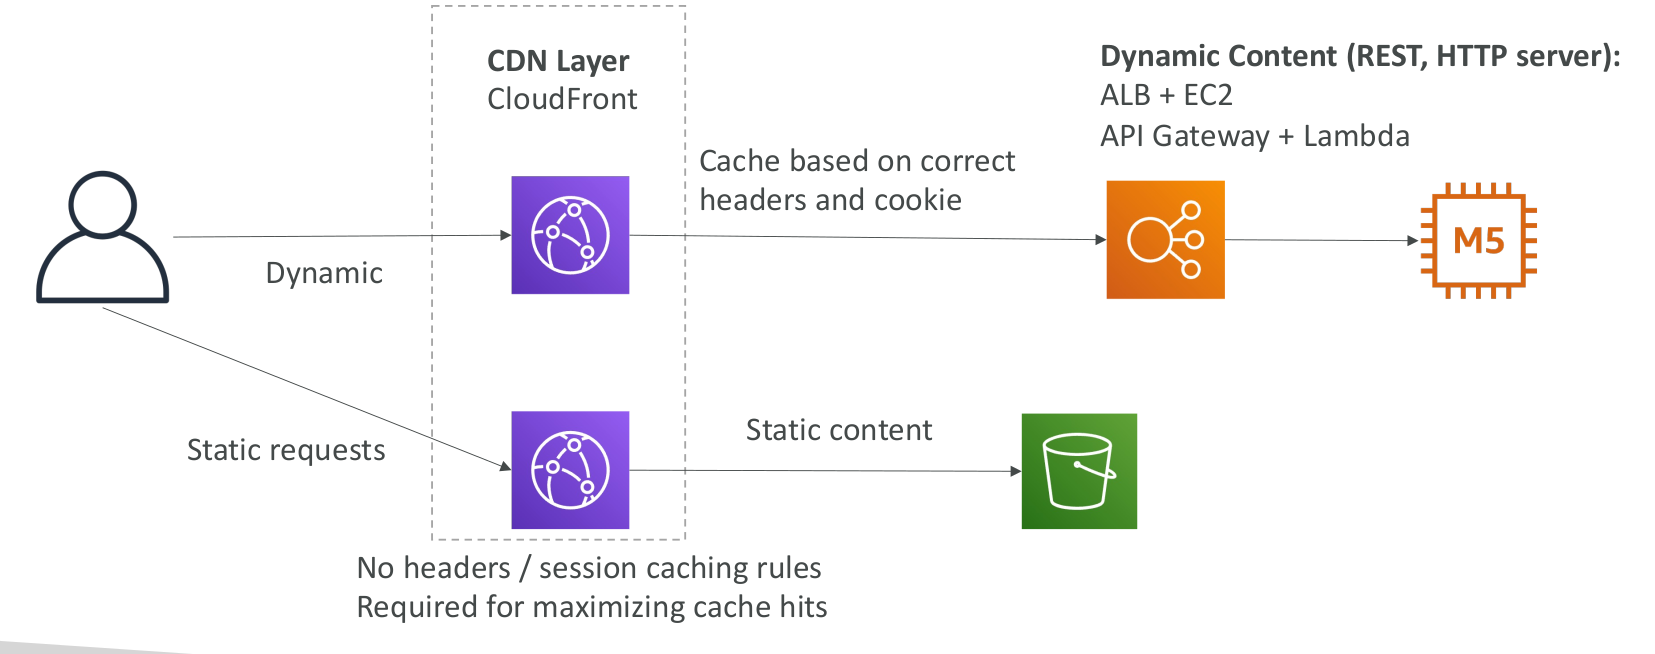 CDN Layer
CloudFront
Dynamic Content (REST, HTTP server):
ALB + EC2
API Gateway + Lambda
Cache based on correct
headers and cookie
Dynamic
M5
Static requests
Static content
No headers / session caching rules
Required for maximizing cache hits